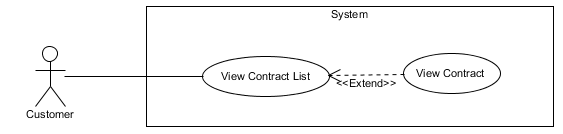 System
View Contract List
View Contract
<<Extend>>
Customer